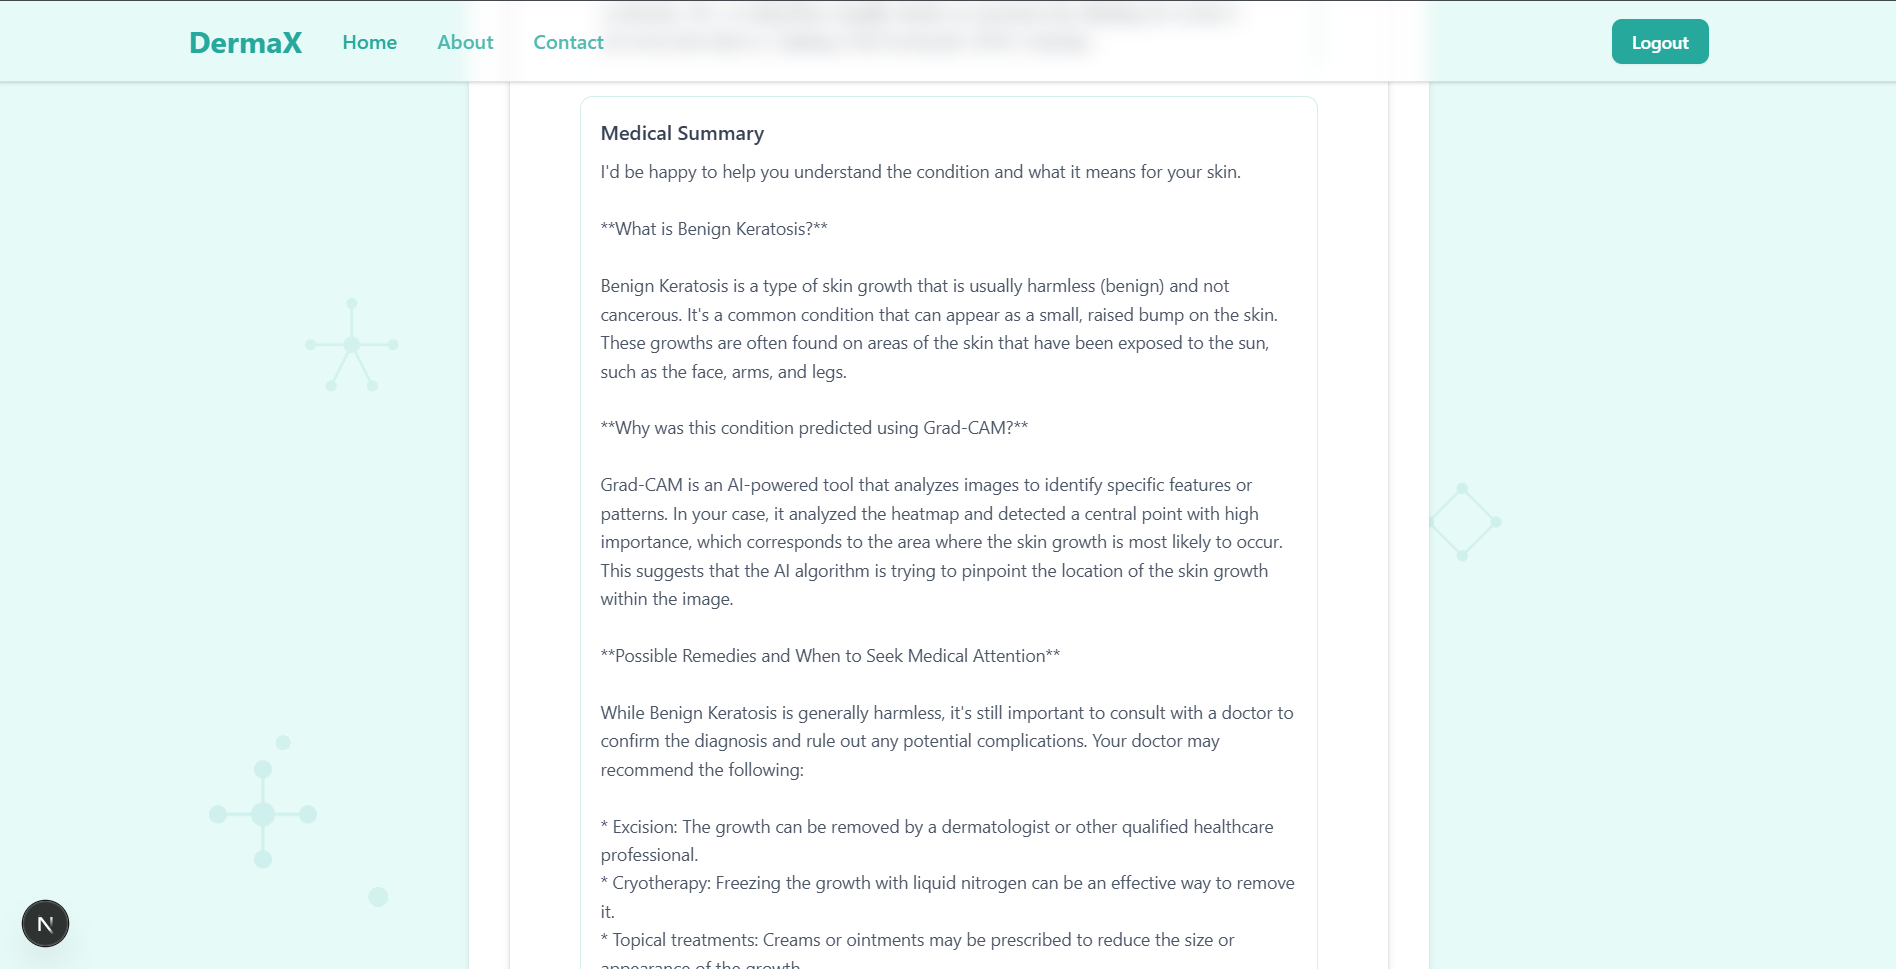 DermaX Home About Contact Logout
Medical Summary
I'd be happy to help you understand the condition and what it means for your skin.
**What is Benign Keratosis?**
Benign Keratosis is a type of skin growth that is usually harmless (benign) and not
cancerous. It's a common condition that can appear as a small, raised bump on the skin.
These growths are often found on areas of the skin that have been exposed to the sun,
such as the face, arms, and legs.
**Why was this condition predicted using Grad-CAM?**
Grad-CAM is an AI-powered tool that analyzes images to identify specific features or
patterns. In your case, it analyzed the heatmap and detected a central point with high
importance, which corresponds to the area where the skin growth is most likely to occur.
This suggests that the AI algorithm is trying to pinpoint the location of the skin growth
within the image.
**Possible Remedies and When to Seek Medical Attention**
While Benign Keratosis is generally harmless, it's still important to consult with a doctor to
confirm the diagnosis and rule out any potential complications. Your doctor may
recommend the following:
* Excision: The growth can be removed by a dermatologist or other qualified healthcare
professional.
* Cryotherapy: Freezing the growth with liquid nitrogen can be an effective way to remove
it.
* Topical treatments: Creams or ointments may be prescribed to reduce the size or
appearance of the growth.
N